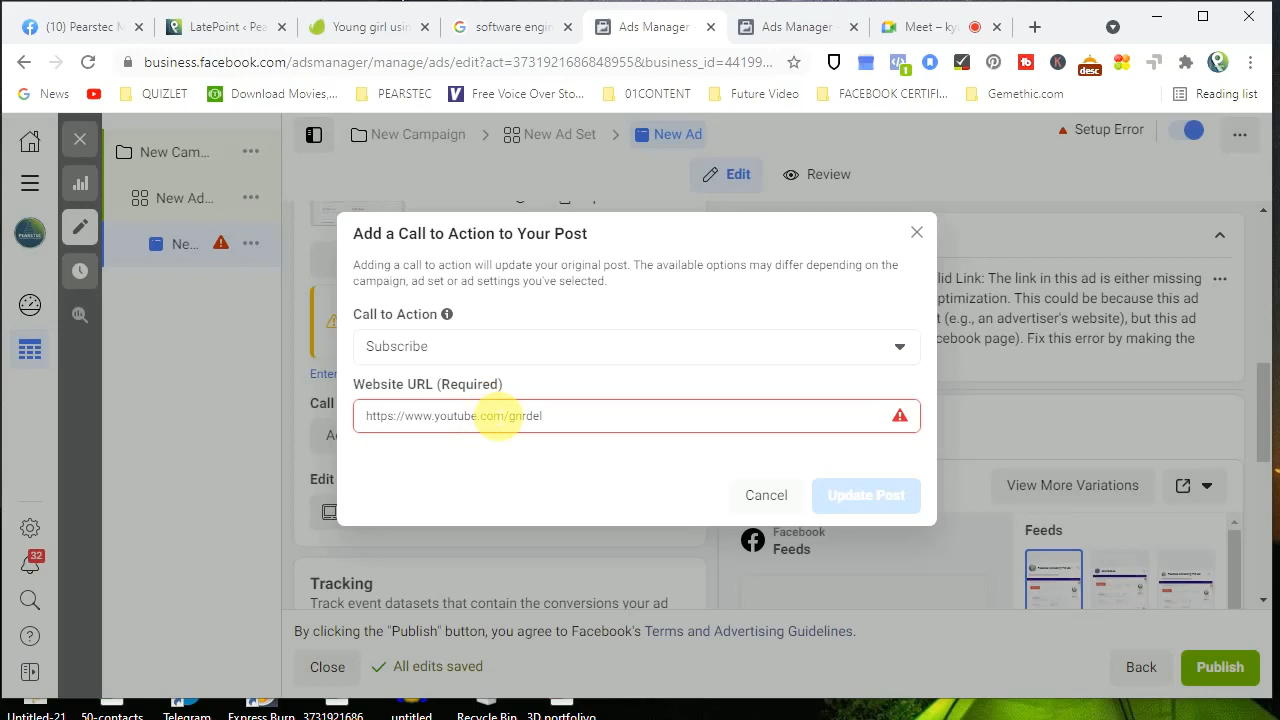 (10) Pearstec M
LatePoint - Pea
Young girl usin
software engin
Ads Manager
Ads Manager
Meet – ky
business.facebook.com/adsmanager/manage/ads/edit?act=3731921686848955&business_id=44199...
1
desc
News
QUIZLET
Download Movies,...
PEARSTEC
Free Voice Over Sto...
01CONTENT
Future Video
FACEBOOK CERTIFI...
Gemethic.com
Reading list
New Campaign
New Ad Set
New Ad
Setup Error
Edit
Review
New Cam...
New Ad...
Ne...
32
Add a Call to Action to Your Post
Adding a call to action will update your original post. The available options may differ depending on the
campaign, ad set or ad settings you've selected.
Call to Action
Subscribe
Website URL (Required)
https://www.youtube.com/gnrdel
Cancel
Update Post
lid Link: The link in this ad is either missing
ptimization. This could be because this ad
t (e.g., an advertiser's website), but this ad
cebook page). Fix this error by making the
Enter
Call
Ad
Edit
View More Variations
Facebook
Feeds
Feeds
Tracking
Track event datasets that contain the conversions your ad
By clicking the "Publish" button, you agree to Facebook's Terms and Advertising Guidelines.
Close
All edits saved
Back
Publish
Untitled-21
50-contacts
Telegram
Express Burn
3731921686
untitled
Recycle Bin
3D portfolivo